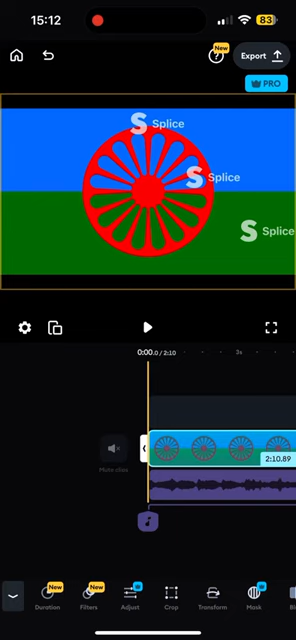 15:12
83
New
Export
PRO
Splice
Splice
Splice
0:00.0 / 2:10
3s
2:10.89
Mute clips
New
New
Duration
Filters
Adjust
Crop
Transform
Mask